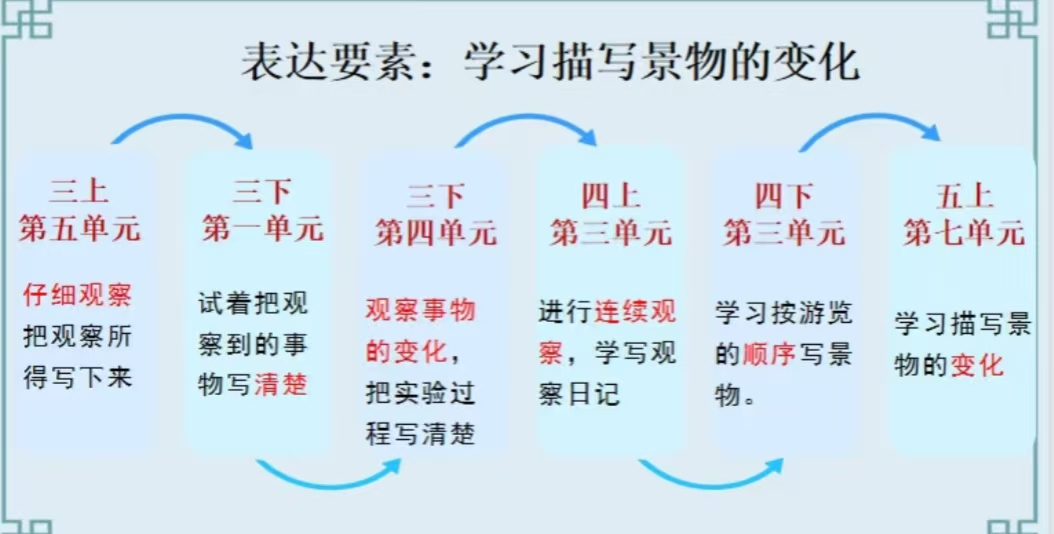 表达要素：学习描写景物的变化
三上
第五单元
仔细观察
把观察所
得写下来
三下
第一单元
试着把观
察到的事
物写清楚
三下
第四单元
观察事物
的变化，
把实验过
程写清楚
四上
第三单元
进行连续观
察，学写观
察日记
四下
第三单元
学习按游览
的顺序写景
物。
五上
第七单元
学习描写景
物的变化